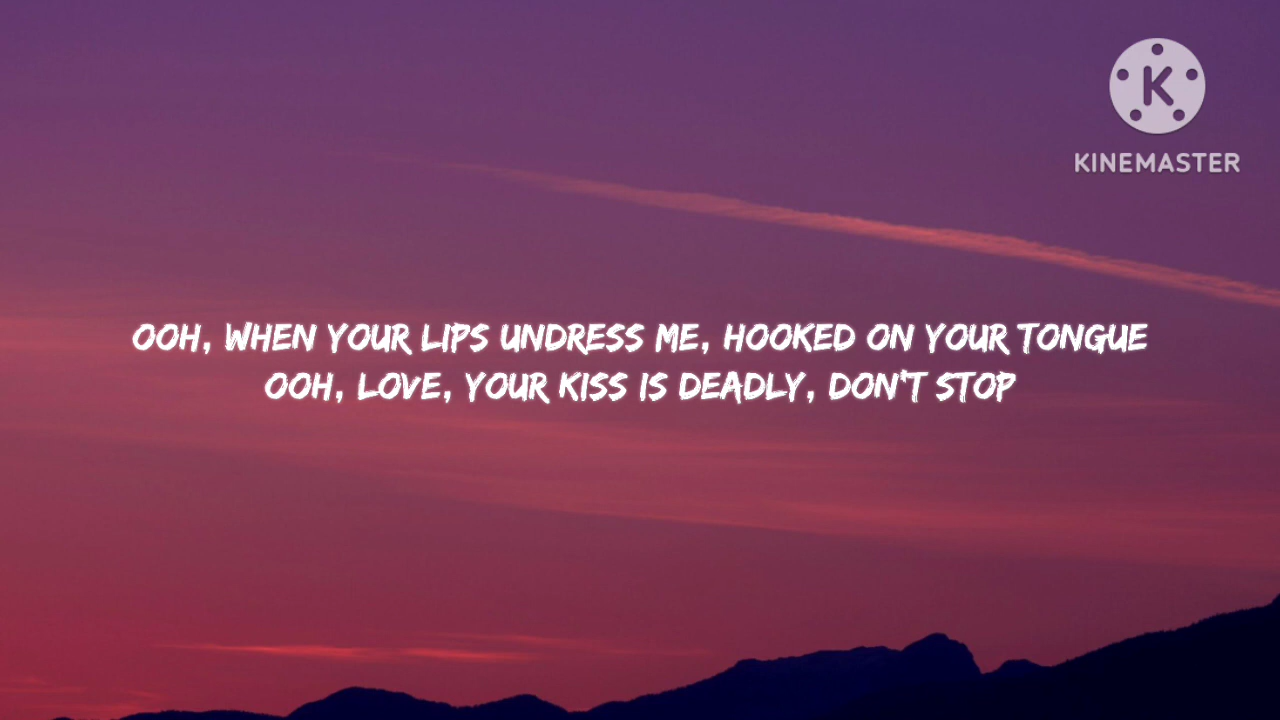 K
KINEMASTER
OOH, WHEN YOUR LIPS UNDRESS ME, HOOKED ON YOUR TONGUE
OOH, LOVE, YOUR KISS IS DEADLY, DON'T STOP